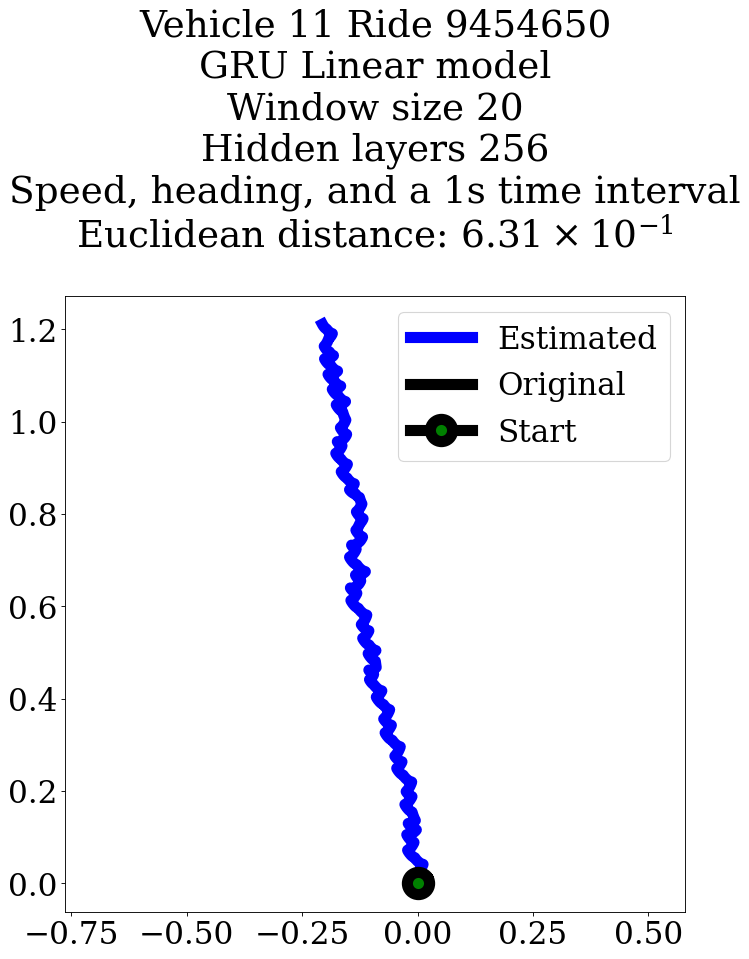 Vehicle 11 Ride 9454650
GRU Linear model
Window size 20
Hidden layers 256
Speed, heading, and a 1s time interval
Euclidean distance: 6.31 × 10⁻¹
Estimated
Original
Start
1.2
1.0
0.8
0.6
0.4
0.2
0.0
−0.75 −0.50 −0.25 0.00 0.25 0.50